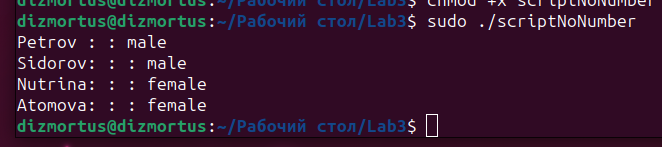 dizmortus@dizmortus:~/Рабочий стол/Lab3$ chmod +x scriptNoNumber
dizmortus@dizmortus:~/Рабочий стол/Lab3$ sudo ./scriptNoNumber
Petrov : : male
Sidorov: : : male
Nutrina: : : female
Atomova: : : female
dizmortus@dizmortus:~/Рабочий стол/Lab3$